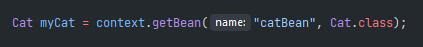 Cat myCat = context.getBean( name: "catBean", Cat.class);